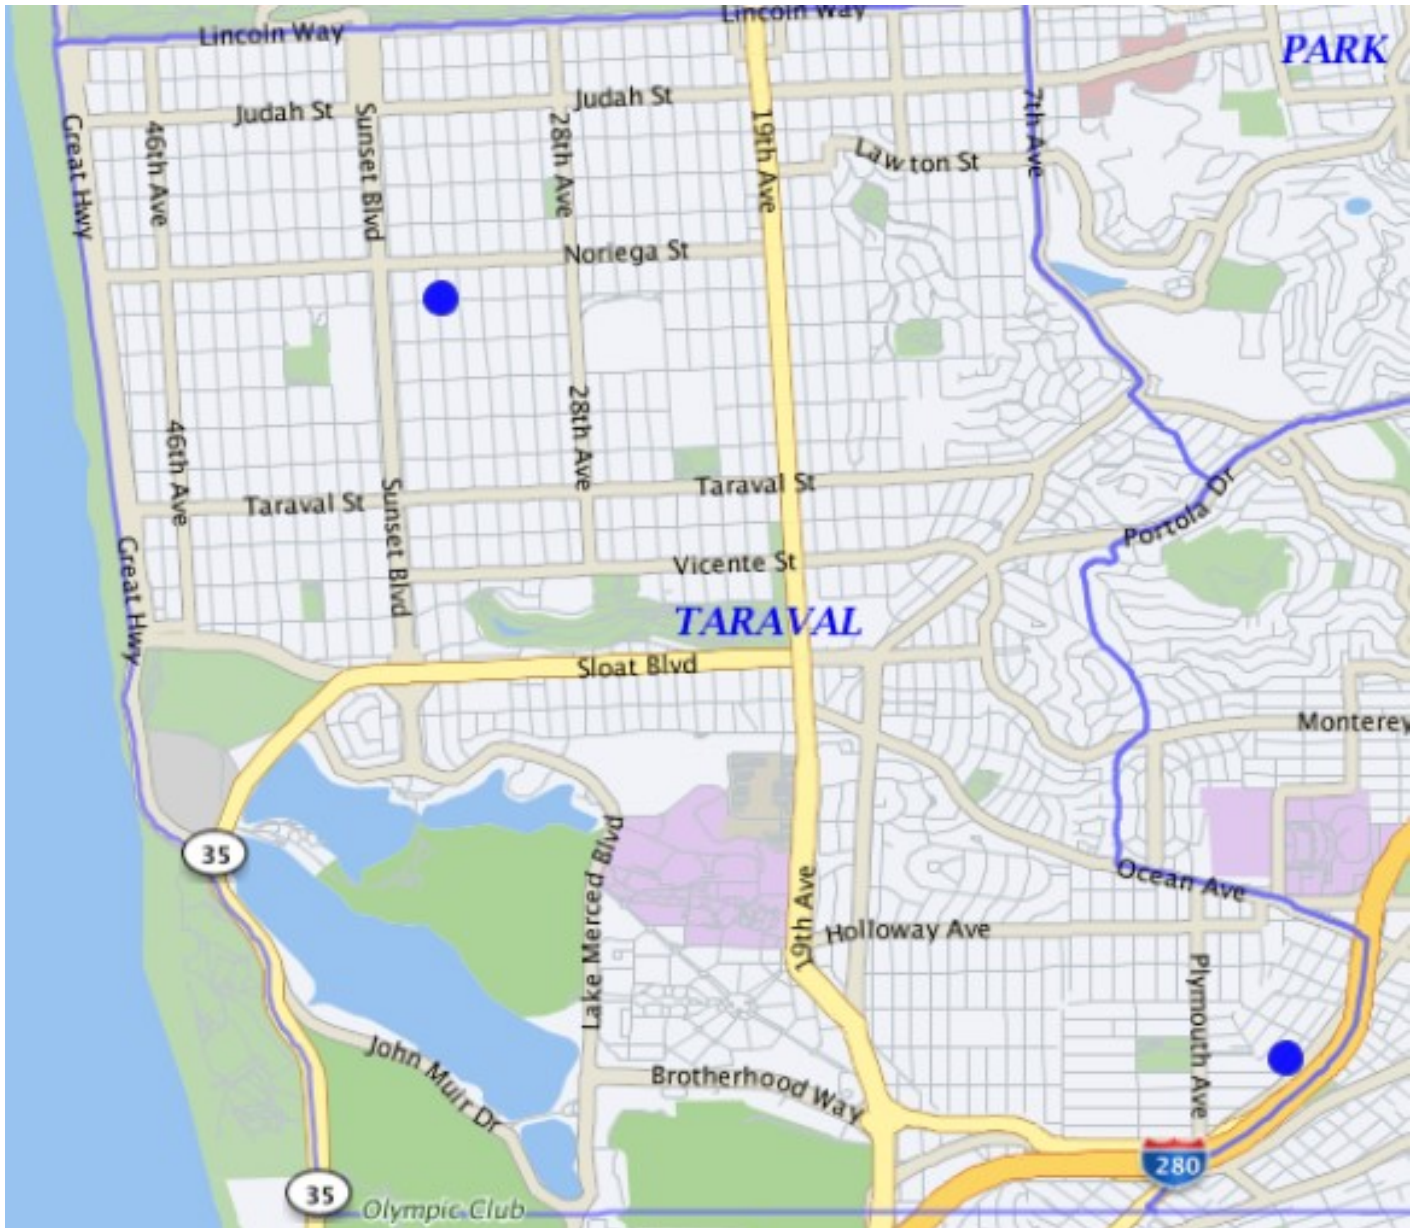 Lincoln Way
Lincoln Way
PARK
Judah St
Judah St
Great Hwy
46th Ave
Sunset Blvd
28th Ave
19th Ave
7th Ave
Lawton St
Noriega St
28th Ave
46th Ave
Taraval St
Sunset Blvd
Taraval St
Portola Dr
Great Hwy
Vicente St
TARAVAL
Sloat Blvd
Monterey
35
Lake Merced Blvd
19th Ave
Ocean Ave
Holloway Ave
Plymouth Ave
John Muir Dr
Brotherhood Way
280
35
Olympic Club